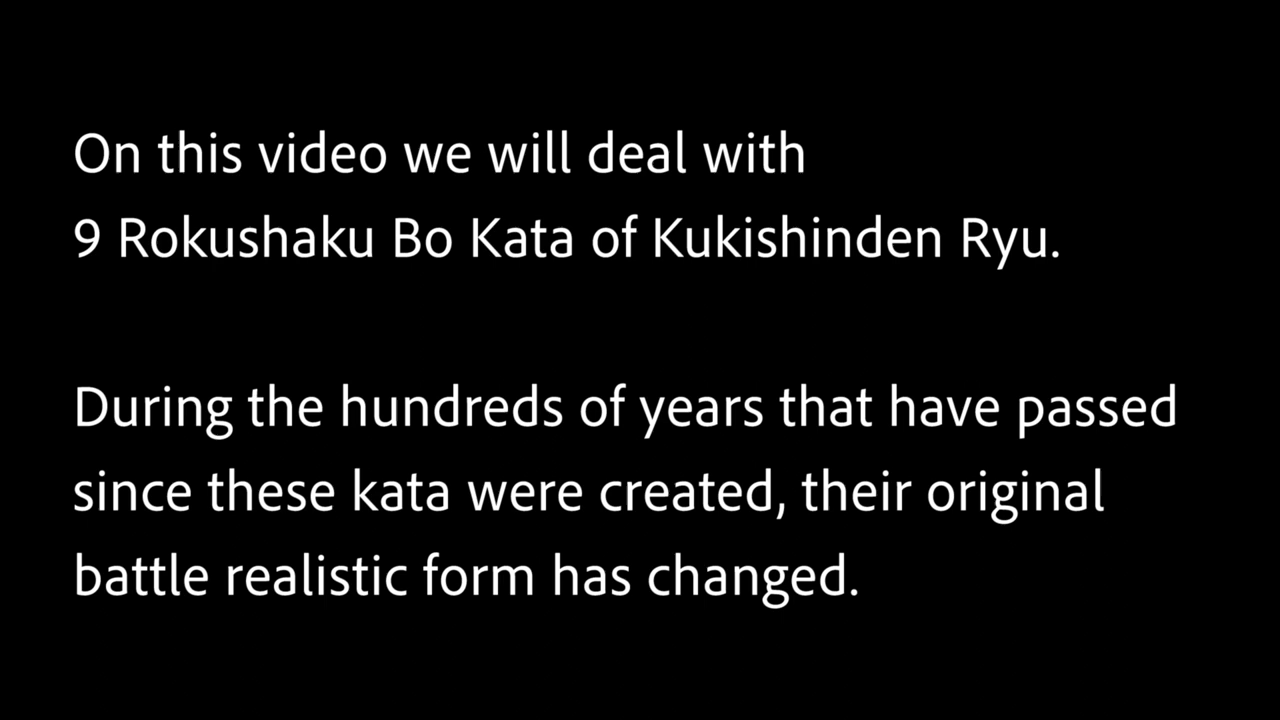 On this video we will deal with
9 Rokushaku Bo Kata of Kukishinden Ryu.
During the hundreds of years that have passed
since these kata were created, their original
battle realistic form has changed.